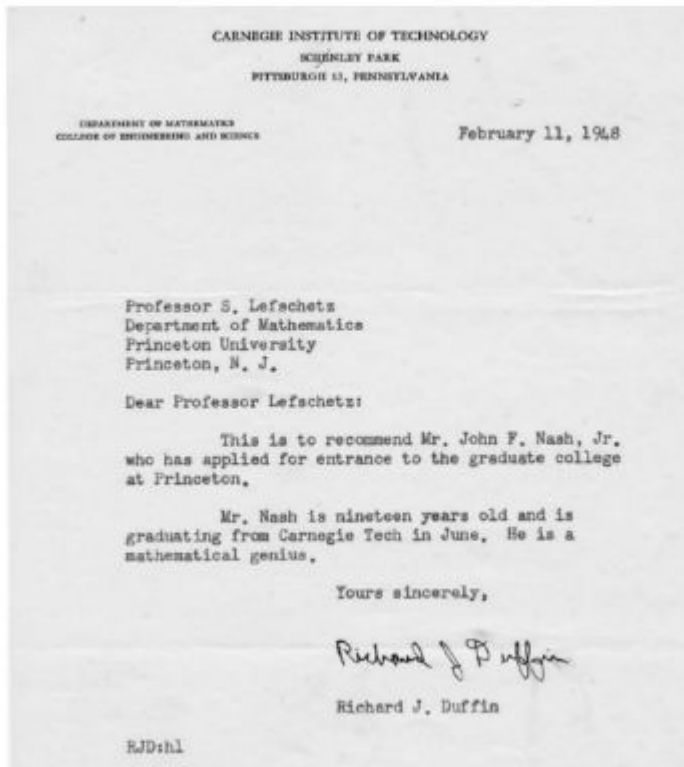 CARNEGIE INSTITUTE OF TECHNOLOGY
SCHENLEY PARK
PITTSBURGH 13, PENNSYLVANIA
DEPARTMENT OF MATHEMATICS
COLLEGE OF ENGINEERING AND SCIENCE
February 11, 1948
Professor S. Lefschetz
Department of Mathematics
Princeton University
Princeton, N. J.
Dear Professor Lefschetz:
This is to recommend Mr. John F. Nash, Jr.
who has applied for entrance to the graduate college
at Princeton.
Mr. Nash is nineteen years old and is
graduating from Carnegie Tech in June. He is a
mathematical genius.
Yours sincerely,
Richard J Duffin
Richard J. Duffin
RJD:hl